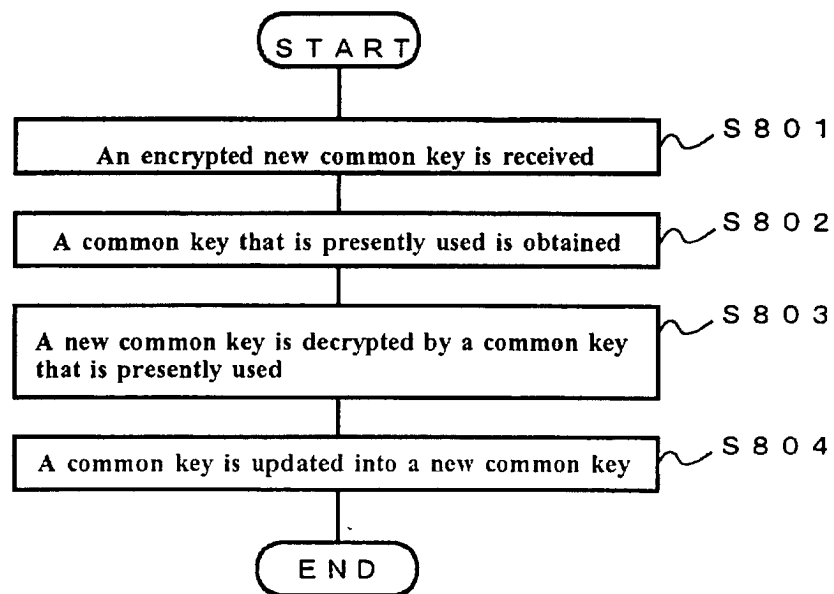 START
An encrypted new common key is received
S801
A common key that is presently used is obtained
S802
A new common key is decrypted by a common key
that is presently used
S803
A common key is updated into a new common key
S804
END